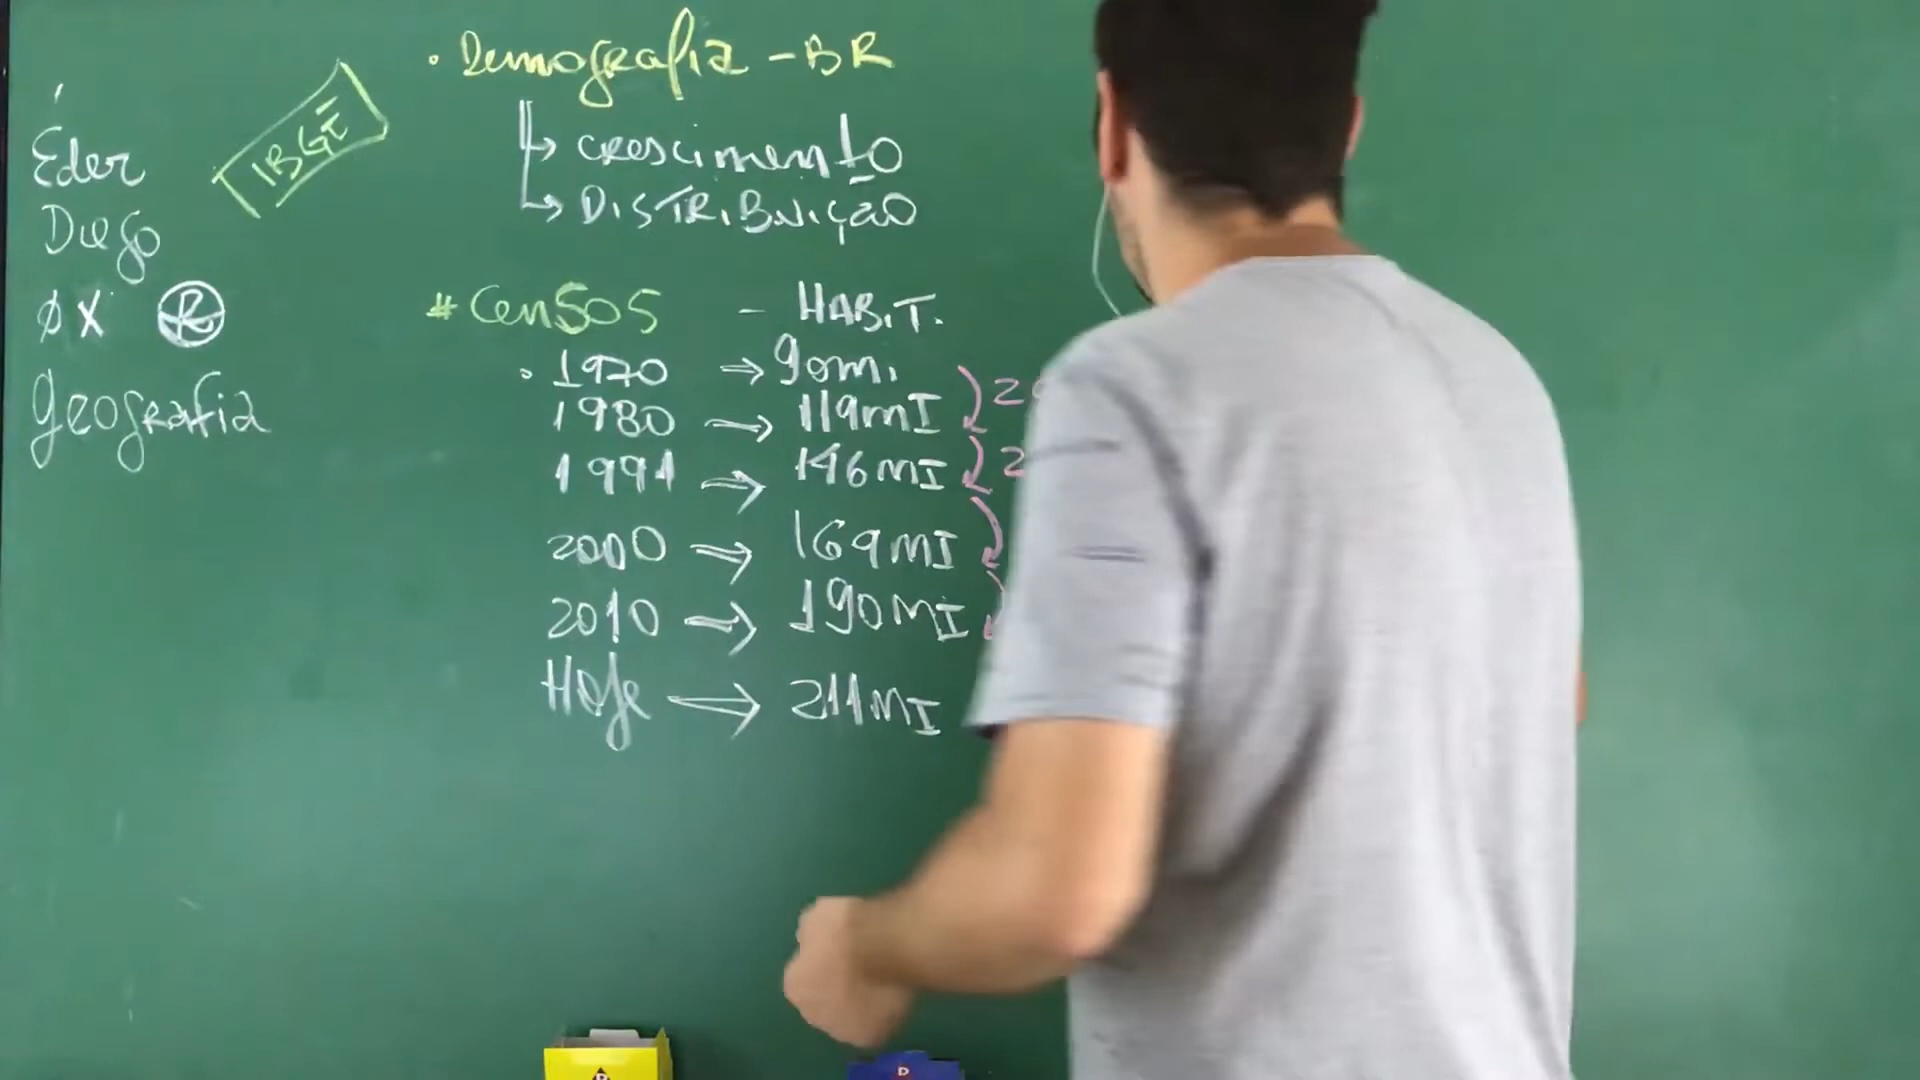 • Demografia - BR
IBGE
↳ crescimento
↳ DISTRIBUIÇÃO
Éder
Diego
ØX ®
geografia
# CenSoS - HABIT.
• 1970 ⇒ 90mi
1980 ⇒ 119mI
1991 ⇒ 146mI
2000 ⇒ 169mI
2010 ⇒ 190MI
HOje ⇒ 211MI